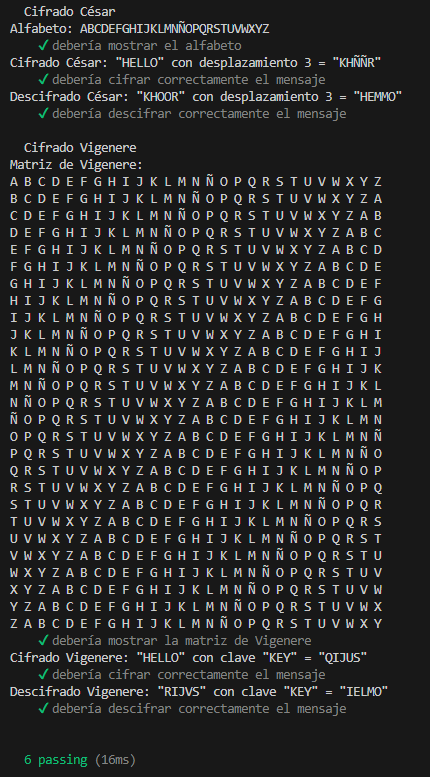 Cifrado César
Alfabeto: ABCDEFGHIJKLMNÑOPQRSTUVWXYZ
✓ debería mostrar el alfabeto
Cifrado César: "HELLO" con desplazamiento 3 = "KHÑÑR"
✓ debería cifrar correctamente el mensaje
Descifrado César: "KHOOR" con desplazamiento 3 = "HEMMO"
✓ debería descifrar correctamente el mensaje
Cifrado Vigenere
Matriz de Vigenere:
A B C D E F G H I J K L M N Ñ O P Q R S T U V W X Y Z
B C D E F G H I J K L M N Ñ O P Q R S T U V W X Y Z A
C D E F G H I J K L M N Ñ O P Q R S T U V W X Y Z A B
D E F G H I J K L M N Ñ O P Q R S T U V W X Y Z A B C
E F G H I J K L M N Ñ O P Q R S T U V W X Y Z A B C D
F G H I J K L M N Ñ O P Q R S T U V W X Y Z A B C D E
G H I J K L M N Ñ O P Q R S T U V W X Y Z A B C D E F
H I J K L M N Ñ O P Q R S T U V W X Y Z A B C D E F G
I J K L M N Ñ O P Q R S T U V W X Y Z A B C D E F G H
J K L M N Ñ O P Q R S T U V W X Y Z A B C D E F G H I
K L M N Ñ O P Q R S T U V W X Y Z A B C D E F G H I J
L M N Ñ O P Q R S T U V W X Y Z A B C D E F G H I J K
M N Ñ O P Q R S T U V W X Y Z A B C D E F G H I J K L
N Ñ O P Q R S T U V W X Y Z A B C D E F G H I J K L M
Ñ O P Q R S T U V W X Y Z A B C D E F G H I J K L M N
O P Q R S T U V W X Y Z A B C D E F G H I J K L M N Ñ
P Q R S T U V W X Y Z A B C D E F G H I J K L M N Ñ O
Q R S T U V W X Y Z A B C D E F G H I J K L M N Ñ O P
R S T U V W X Y Z A B C D E F G H I J K L M N Ñ O P Q
S T U V W X Y Z A B C D E F G H I J K L M N Ñ O P Q R
T U V W X Y Z A B C D E F G H I J K L M N Ñ O P Q R S
U V W X Y Z A B C D E F G H I J K L M N Ñ O P Q R S T
V W X Y Z A B C D E F G H I J K L M N Ñ O P Q R S T U
W X Y Z A B C D E F G H I J K L M N Ñ O P Q R S T U V
X Y Z A B C D E F G H I J K L M N Ñ O P Q R S T U V W
Y Z A B C D E F G H I J K L M N Ñ O P Q R S T U V W X
Z A B C D E F G H I J K L M N Ñ O P Q R S T U V W X Y
✓ debería mostrar la matriz de Vigenere
Cifrado Vigenere: "HELLO" con clave "KEY" = "QIJUS"
✓ debería cifrar correctamente el mensaje
Descifrado Vigenere: "RIJVS" con clave "KEY" = "IELMO"
✓ debería descifrar correctamente el mensaje
6 passing (16ms)